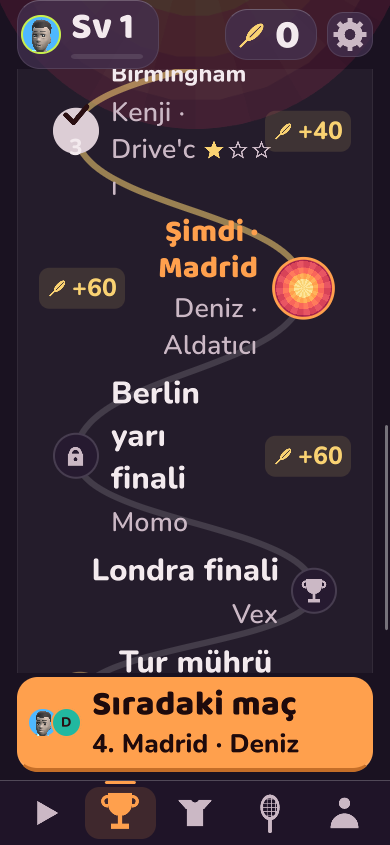 Sv 1
0
Birmingham
Kenji ·
Drive'c
ı
3
+40
Şimdi ·
Madrid
+60
Deniz ·
Aldatıcı
Berlin
yarı
finali
+60
Momo
Londra finali
Vex
Tur mührü
Sıradaki maç
D
4. Madrid · Deniz